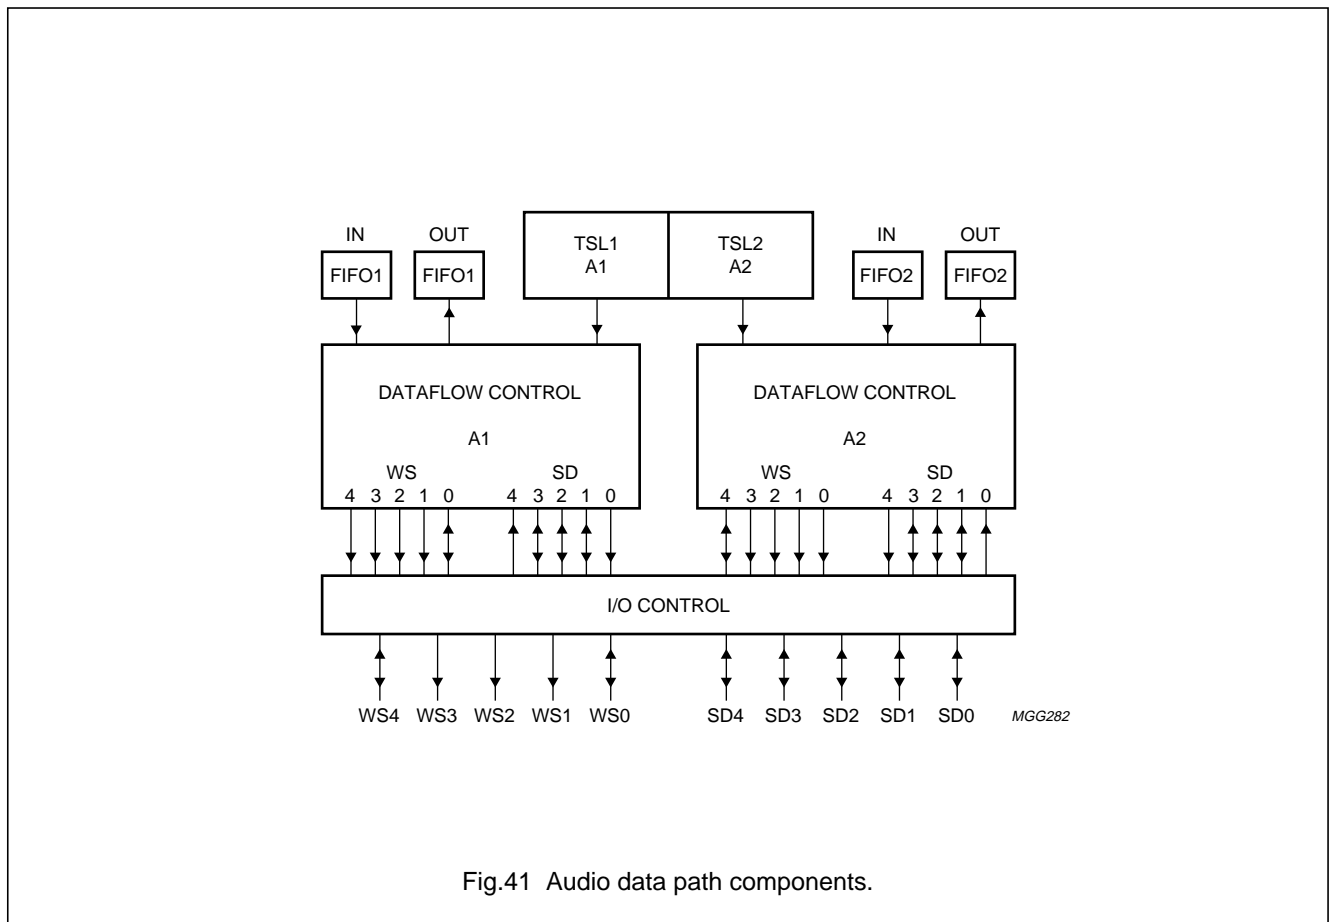 IN OUT IN OUT
FIFO1 FIFO1 TSL1 A1 TSL2 A2 FIFO2 FIFO2
DATAFLOW CONTROL DATAFLOW CONTROL
A1 A2
WS SD WS SD
4 3 2 1 0 4 3 2 1 0 4 3 2 1 0 4 3 2 1 0
I/O CONTROL
WS4 WS3 WS2 WS1 WS0 SD4 SD3 SD2 SD1 SD0 MGG282
Fig.41 Audio data path components.